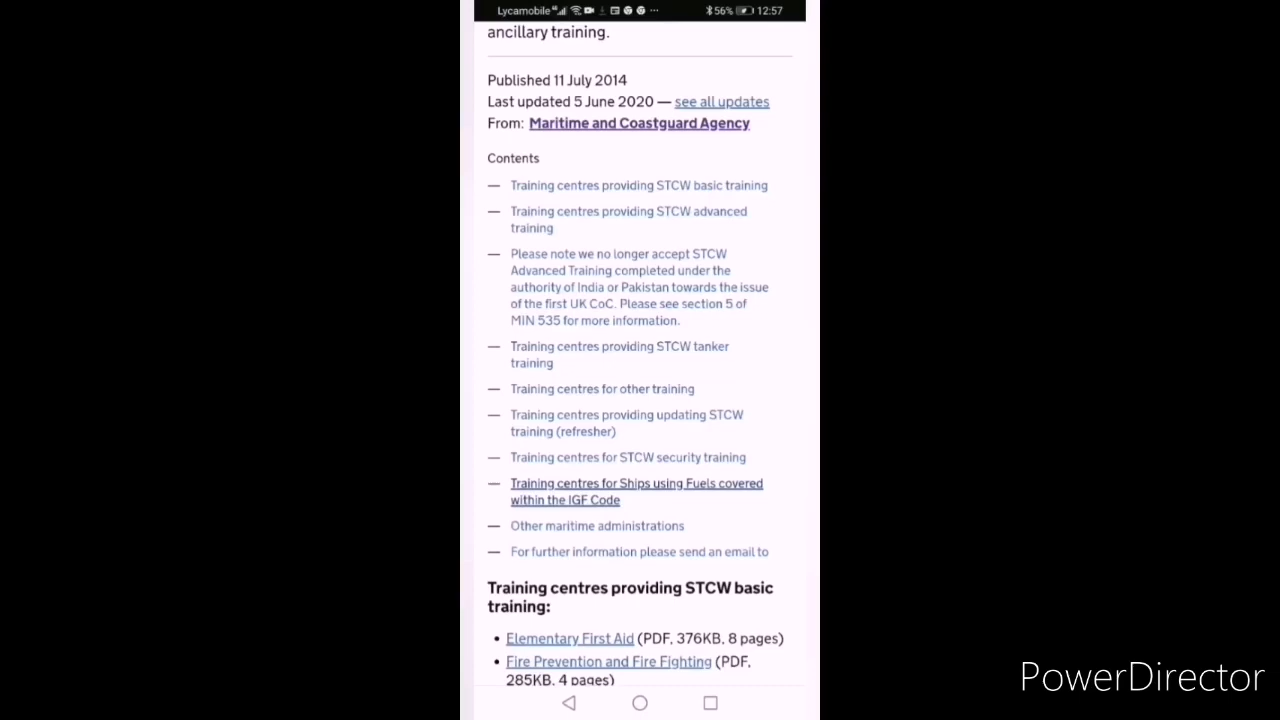 Lycamobile 4G ··· 56% 12:57
ancillary training.
Published 11 July 2014
Last updated 5 June 2020 — see all updates
From: Maritime and Coastguard Agency
Contents
— Training centres providing STCW basic training
— Training centres providing STCW advanced
training
— Please note we no longer accept STCW
Advanced Training completed under the
authority of India or Pakistan towards the issue
of the first UK CoC. Please see section 5 of
MIN 535 for more information.
— Training centres providing STCW tanker
training
— Training centres for other training
— Training centres providing updating STCW
training (refresher)
— Training centres for STCW security training
— Training centres for Ships using Fuels covered
within the IGF Code
— Other maritime administrations
— For further information please send an email to
Training centres providing STCW basic
training:
• Elementary First Aid (PDF, 376KB, 8 pages)
• Fire Prevention and Fire Fighting (PDF,
285KB, 4 pages)
PowerDirector